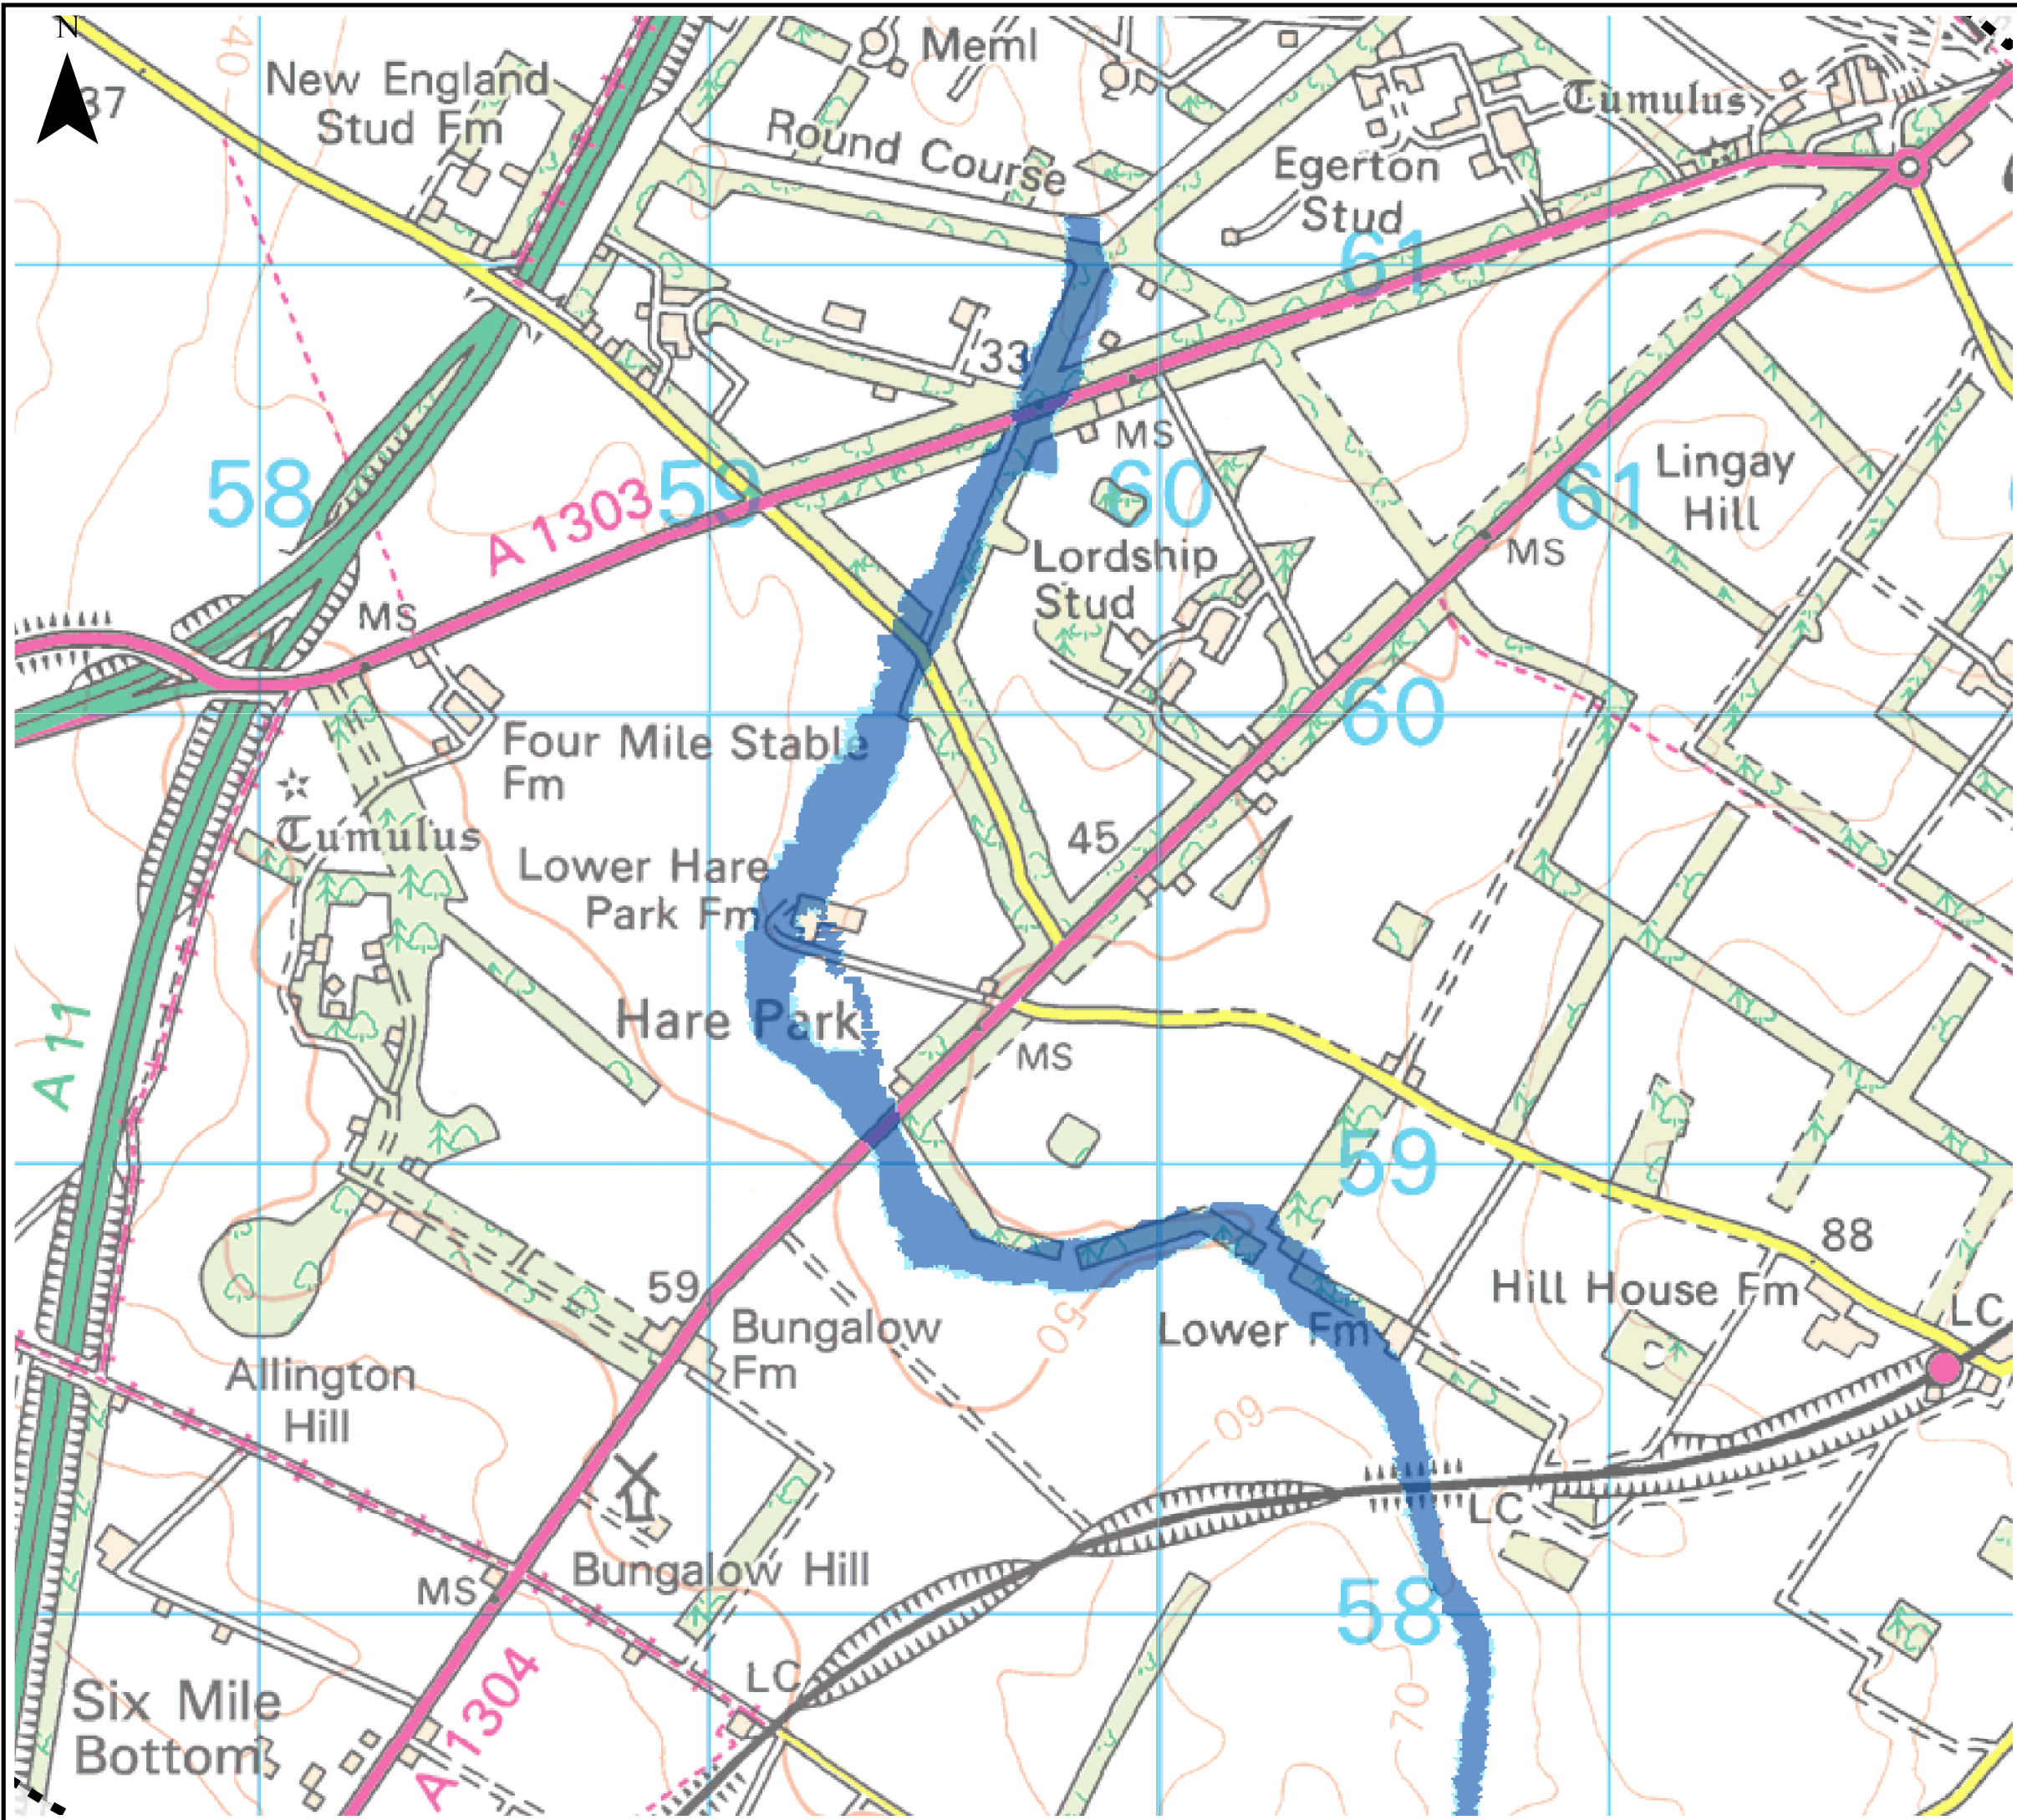 N
40
37
New England
Stud Fm
Meml
Round Course
Tumulus
Egerton
Stud
61
33
MS
58
59
60
61
Lingay
Hill
A 1303
Lordship
Stud
MS
MS
60
Four Mile Stable
Fm
Tumulus
45
Lower Hare
Park Fm
Hare Park
MS
A 11
59
88
59
Hill House Fm
LC
Bungalow
Fm
50
Lower Fm
Allington
Hill
60
LC
Bungalow Hill
MS
58
LC
Six Mile
Bottom
A 1304
70